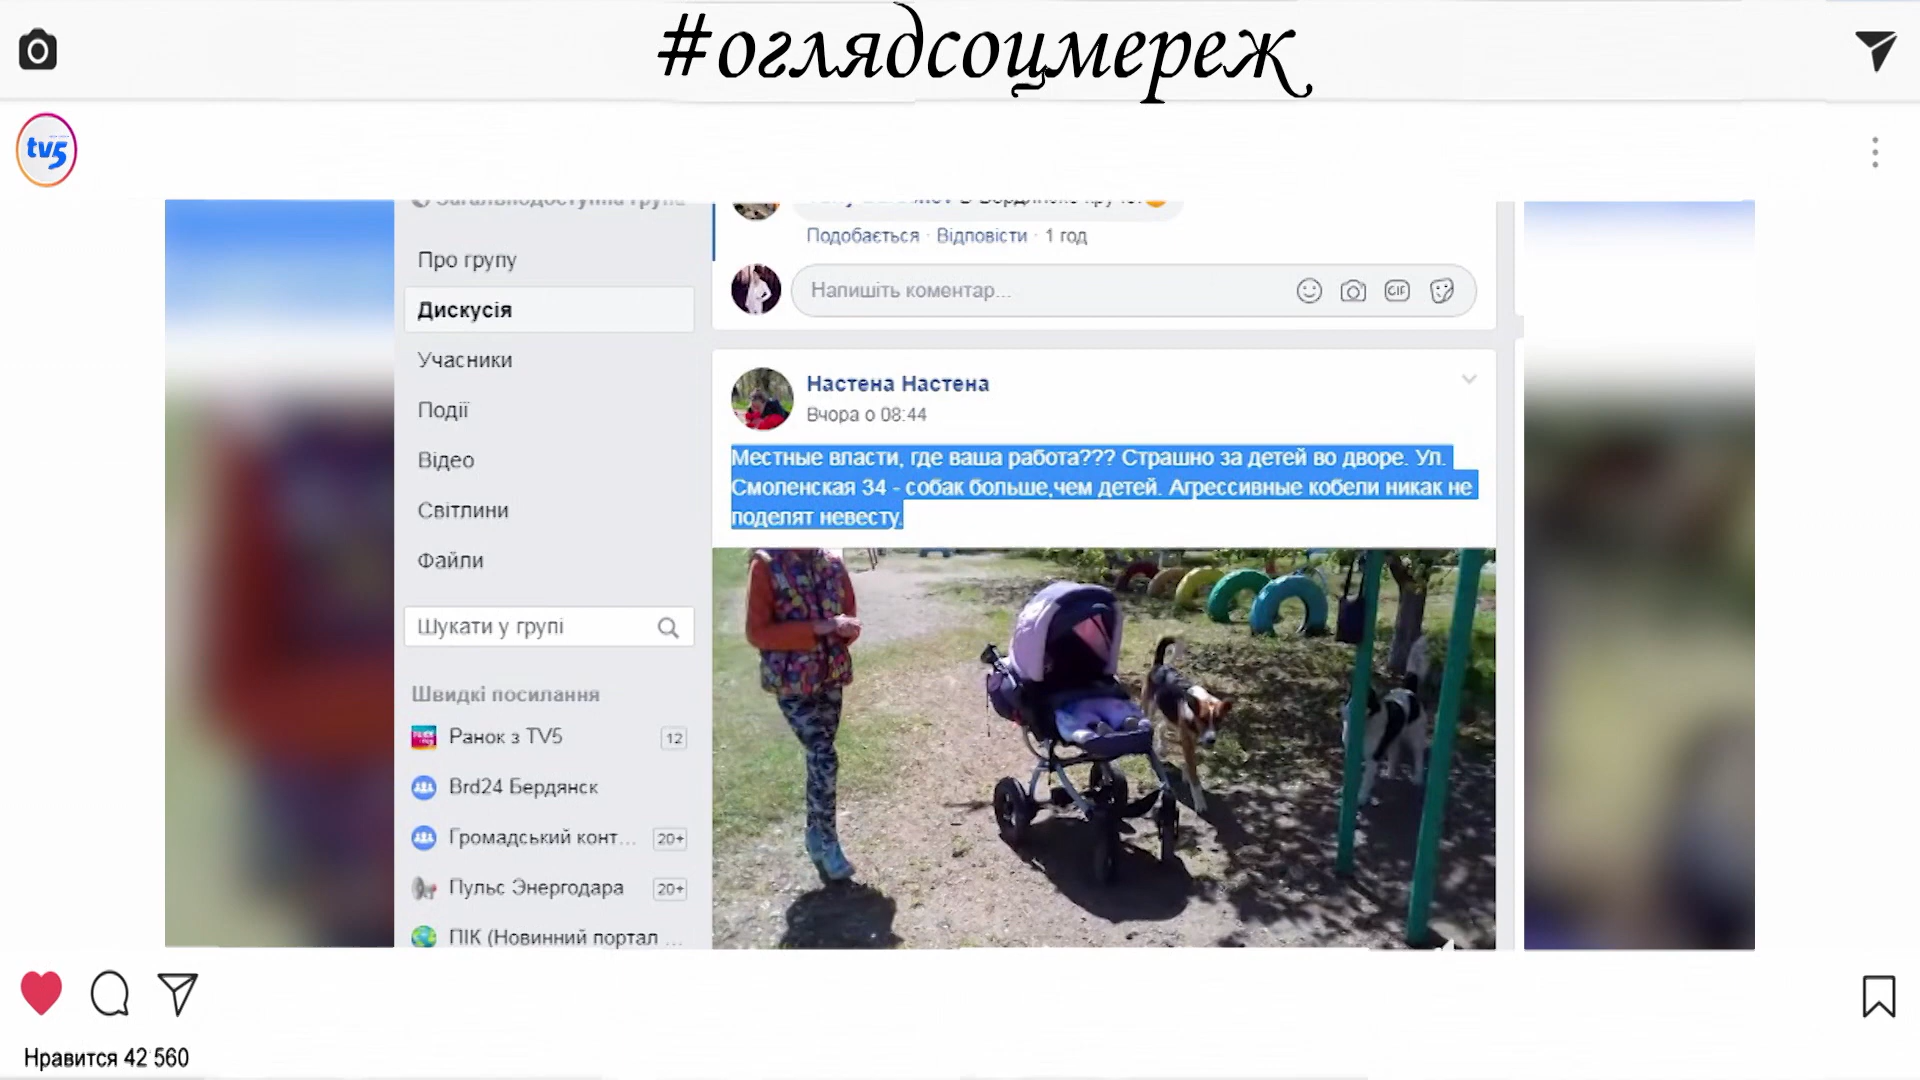 #оглядсоцмереж
tv5
Загальнодоступна група
в Бердянске
Подобається · Відповісти · 1 год
Про групу
Напишіть коментар...
GIF
Дискусія
Учасники
Події
Відео
Світлини
Файли
Шукати у групі
Швидкі посилання
Ранок з TV5 12
Brd24 Бердянск
Громадський конт... 20+
Пульс Энергодара 20+
ПІК (Новинний портал ...
Настена Настена
Вчора о 08:44
Местные власти, где ваша работа??? Страшно за детей во дворе. Ул.
Смоленская 34 - собак больше,чем детей. Агрессивные кобели никак не
поделят невесту.
Нравится 42 560